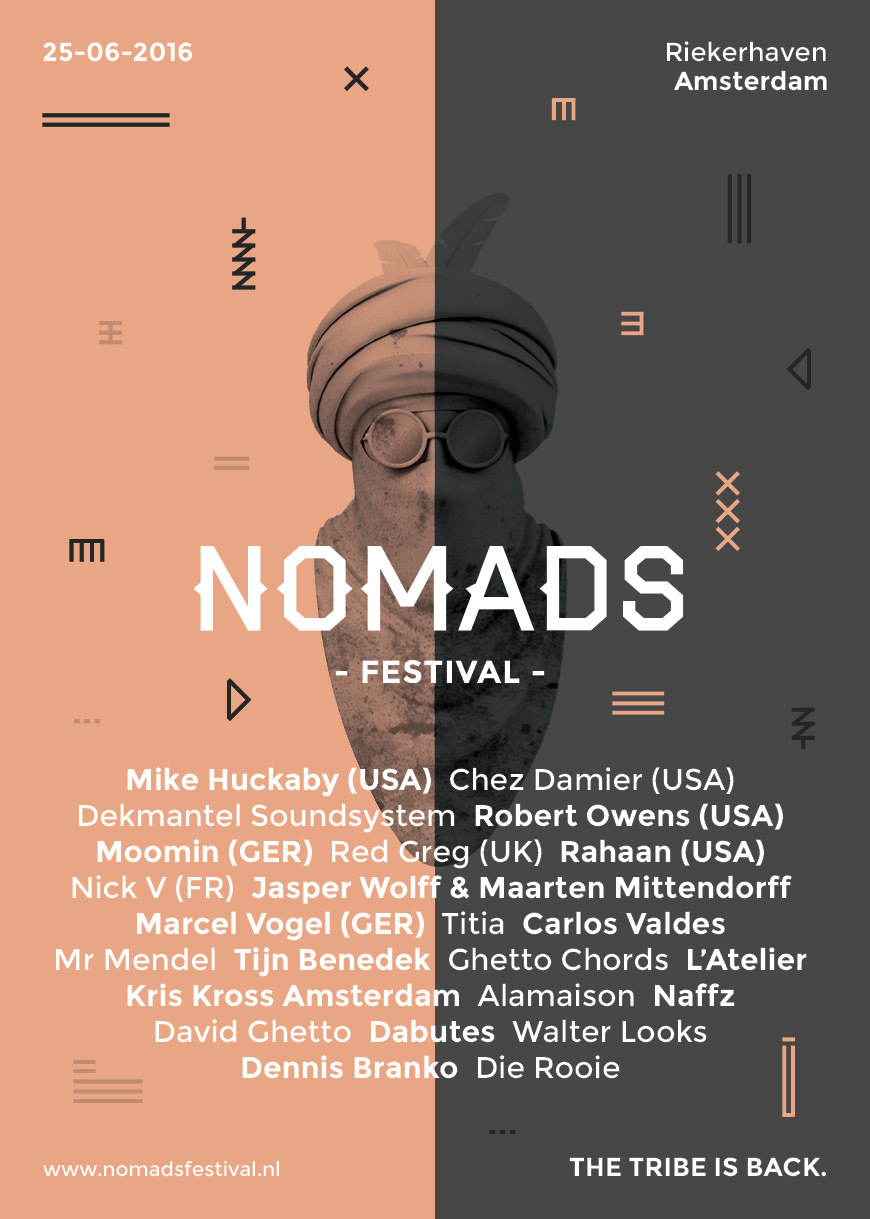 25-06-2016
Riekerhaven
Amsterdam
NOMADS
- FESTIVAL -
Mike Huckaby (USA) Chez Damier (USA)
Dekmantel Soundsystem Robert Owens (USA)
Moomin (GER) Red Greg (UK) Rahaan (USA)
Nick V (FR) Jasper Wolff & Maarten Mittendorff
Marcel Vogel (GER) Titia Carlos Valdes
Mr Mendel Tijn Benedek Ghetto Chords L’Atelier
Kris Kross Amsterdam Alamaison Naffz
David Ghetto Dabutes Walter Looks
Dennis Branko Die Rooie
www.nomadsfestival.nl
THE TRIBE IS BACK.